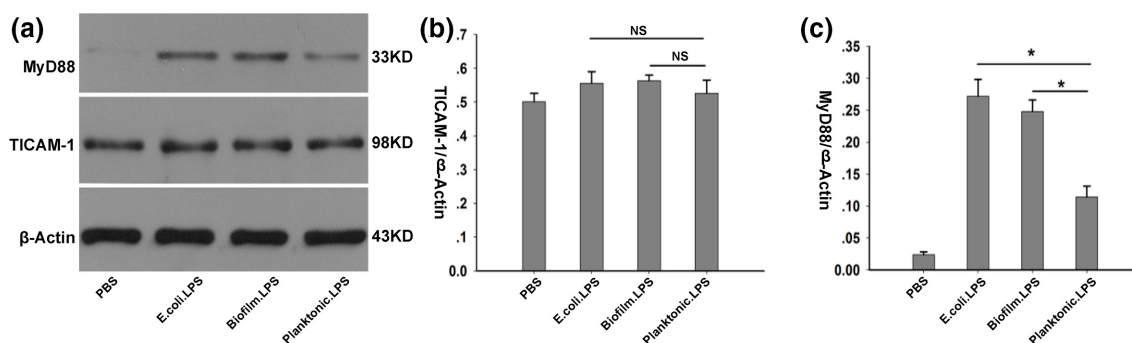 (a)
MyD88
33KD
TICAM-1
98KD
β-Actin
43KD
PBS
E.coli.LPS
Biofilm.LPS
Planktonic.LPS
(b)
TICAM-1/β-Actin
.7
.6
.5
.4
.3
.2
.1
0.0
NS
NS
PBS
E.coli.LPS
Biofilm.LPS
Planktonic.LPS
(c)
MyD88/β-Actin
.35
.30
.25
.20
.15
.10
.05
0.00
*
*
PBS
E.coli.LPS
Biofilm.LPS
Planktonic.LPS